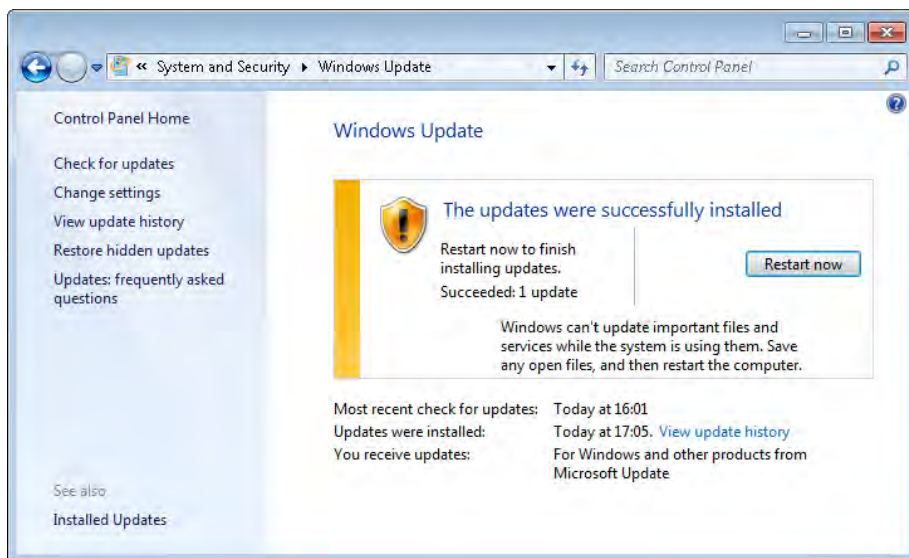 « System and Security ▸ Windows Update
Search Control Panel
Control Panel Home
Check for updates
Change settings
View update history
Restore hidden updates
Updates: frequently asked
questions
See also
Installed Updates
Windows Update
The updates were successfully installed
Restart now to finish
installing updates.
Succeeded: 1 update
Restart now
Windows can't update important files and
services while the system is using them. Save
any open files, and then restart the computer.
Most recent check for updates: Today at 16:01
Updates were installed: Today at 17:05. View update history
You receive updates: For Windows and other products from
Microsoft Update